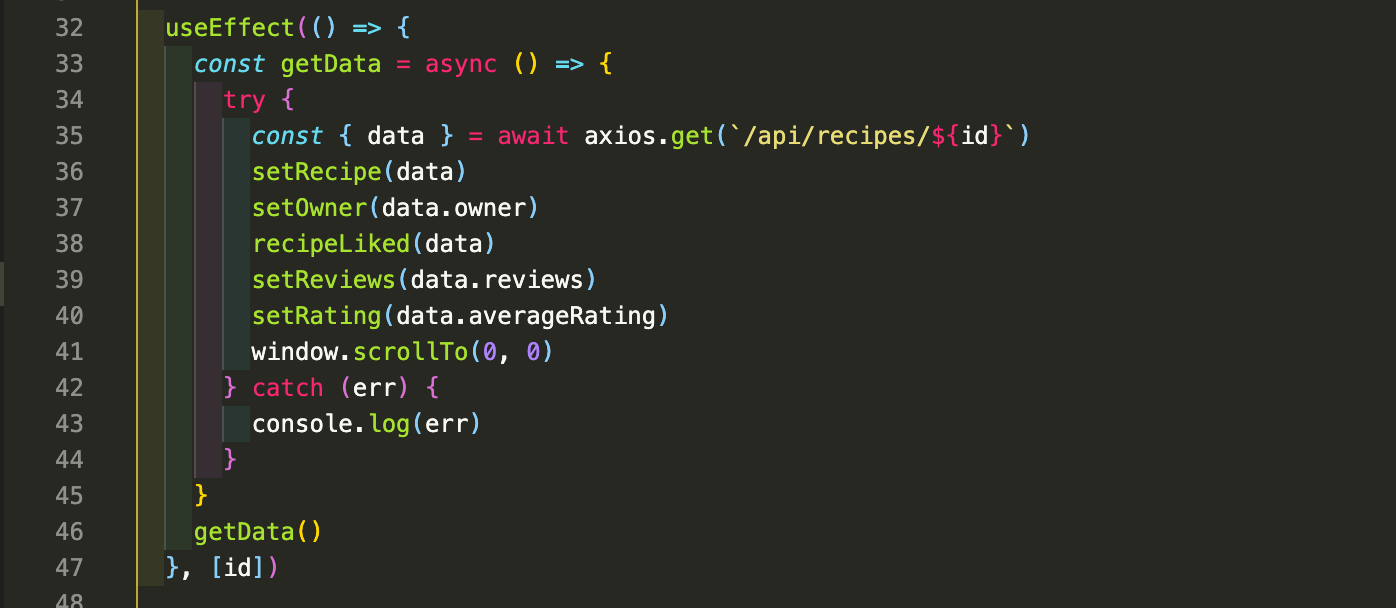 32 useEffect(() => {
33 const getData = async () => {
34 try {
35 const { data } = await axios.get(`/api/recipes/${id}`)
36 setRecipe(data)
37 setOwner(data.owner)
38 recipeLiked(data)
39 setReviews(data.reviews)
40 setRating(data.averageRating)
41 window.scrollTo(0, 0)
42 } catch (err) {
43 console.log(err)
44 }
45 }
46 getData()
47 }, [id])
48